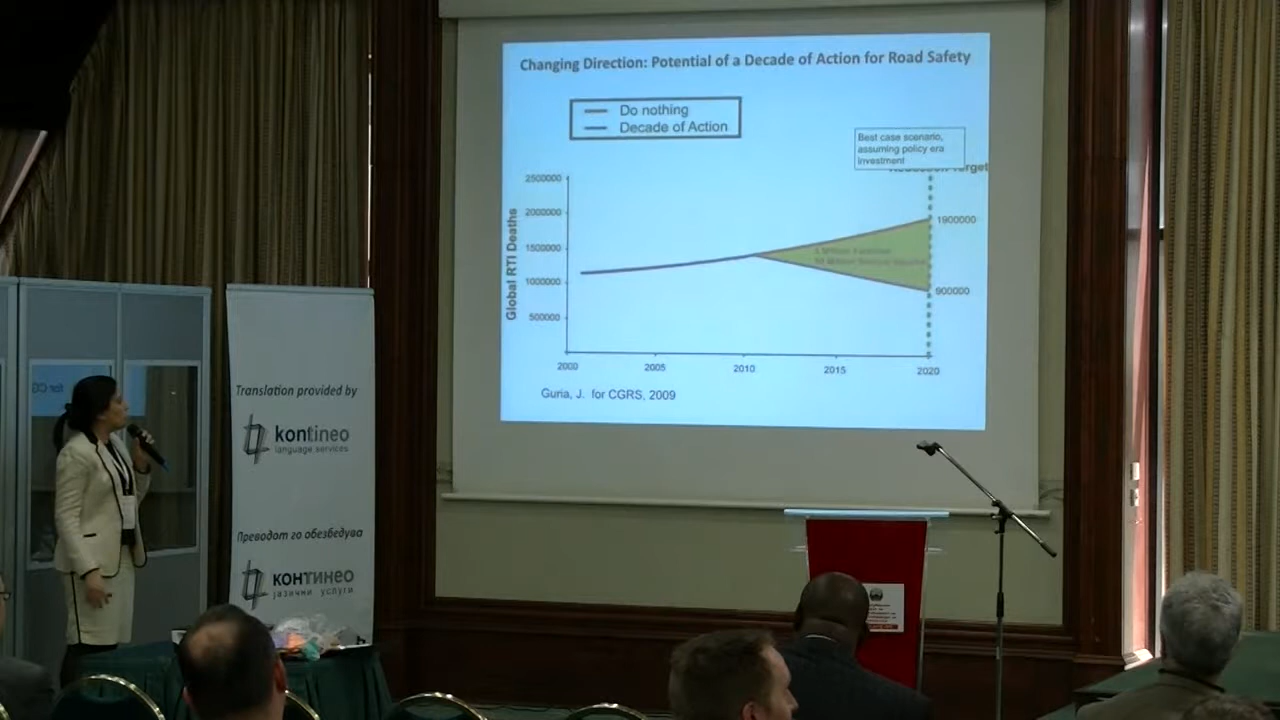 Changing Direction: Potential of a Decade of Action for Road Safety
Do nothing
Decade of Action
Best case scenario,
assuming policy era
investment
2500000
2000000
1500000
1000000
500000
Global RTI Deaths
1900000
900000
2000
2005
2010
2015
2020
Guria, J. for CGRS, 2009
Translation provided by
kontineo
language services
Преводот го обезбедува
континео
јазични услуги